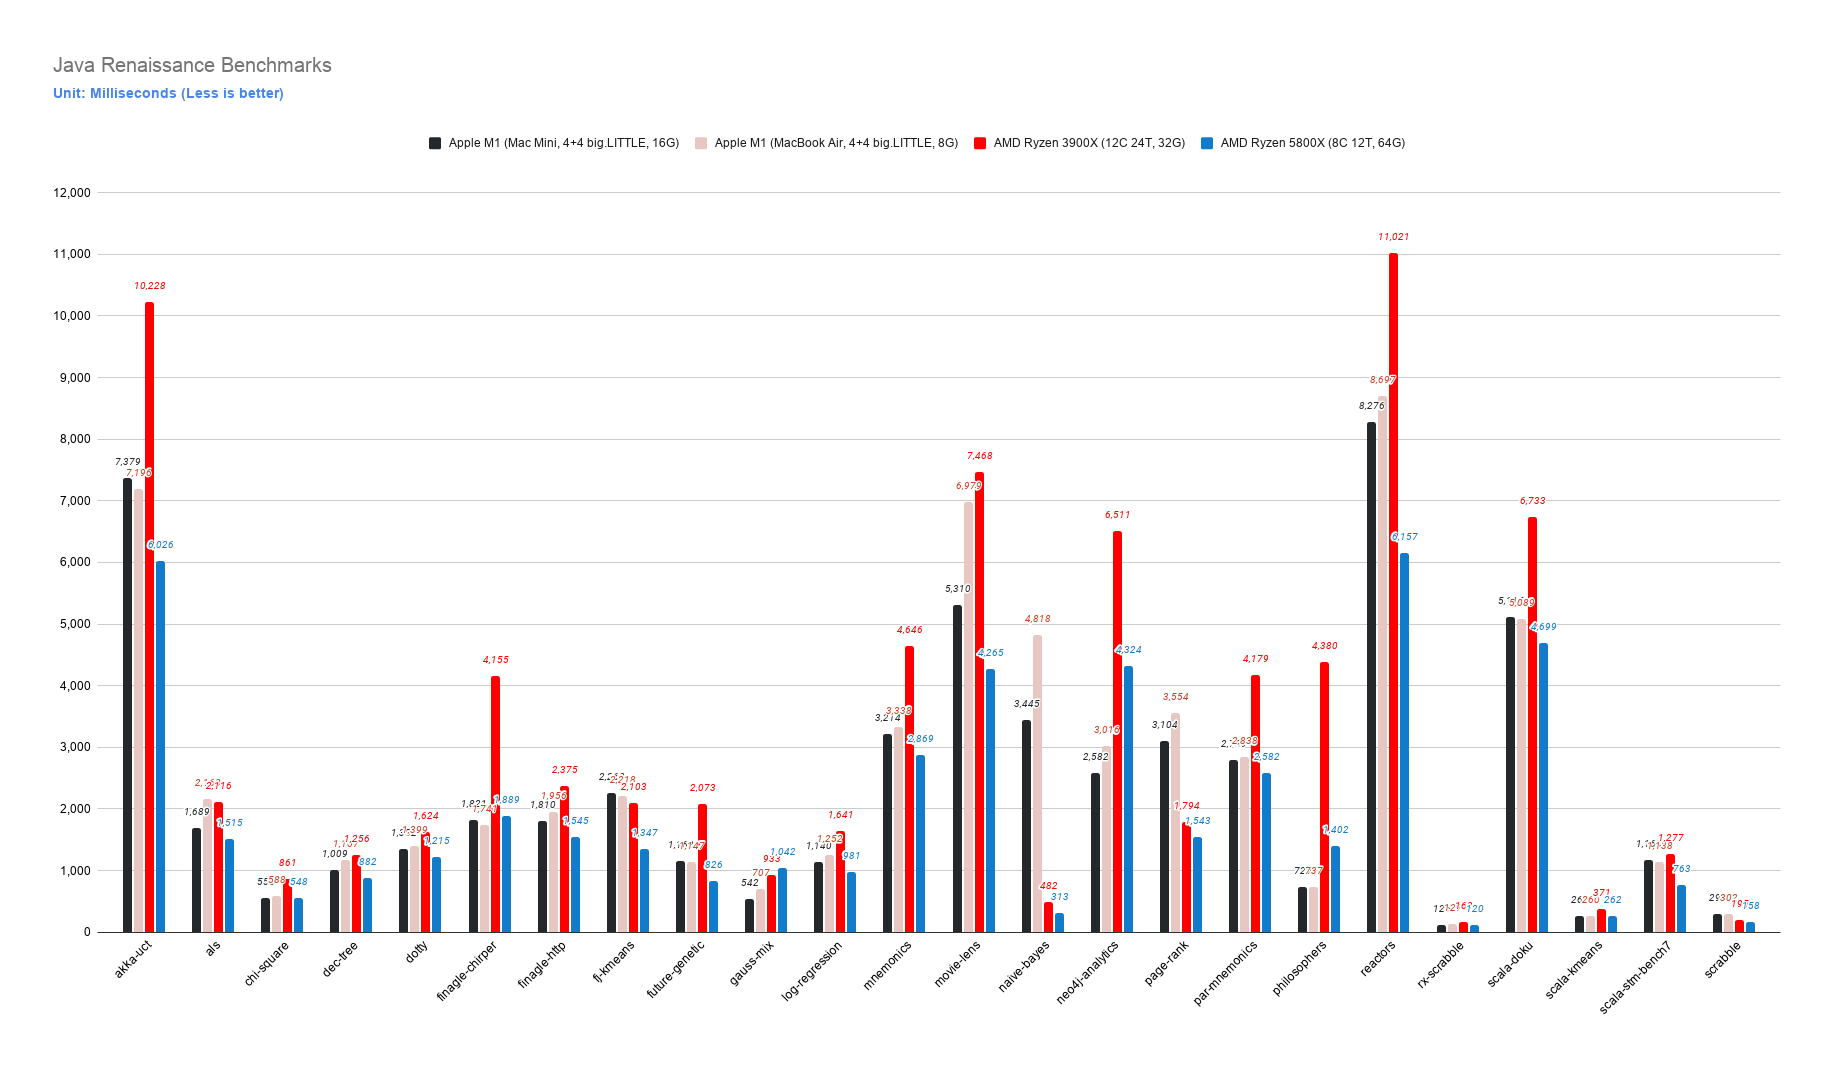 Java Renaissance Benchmarks
Unit: Milliseconds (Less is better)
Apple M1 (Mac Mini, 4+4 big.LITTLE, 16G) Apple M1 (MacBook Air, 4+4 big.LITTLE, 8G) AMD Ryzen 3900X (12C 24T, 32G) AMD Ryzen 5800X (8C 12T, 64G)
12,000
11,000
10,000
9,000
8,000
7,000
6,000
5,000
4,000
3,000
2,000
1,000
0
7,379 7,196 10,228 6,026
1,689 2,116 1,515
588 861 548
1,009 1,256 882
1,399 1,624 1,215
1,741 4,155 1,889
1,810 1,956 2,375 1,545
2,218 2,103 1,347
1,147 2,073 826
542 707 933 1,042
1,140 1,252 1,641 981
3,214 3,338 4,646 2,869
5,310 6,979 7,468 4,265
3,445 4,818 482 313
2,582 3,016 6,511 4,324
3,104 3,554 1,794 1,543
2,838 4,179 2,582
737 4,380 1,402
8,276 8,697 11,021 6,157
120
5,089 6,733 4,699
260 371 262
1,138 1,277 763
302 158
akka-uct
als
chi-square
dec-tree
dotty
finagle-chirper
finagle-http
fj-kmeans
future-genetic
gauss-mix
log-regression
mnemonics
movie-lens
naive-bayes
neo4j-analytics
page-rank
par-mnemonics
philosophers
reactors
rx-scrabble
scala-doku
scala-kmeans
scala-stm-bench7
scrabble